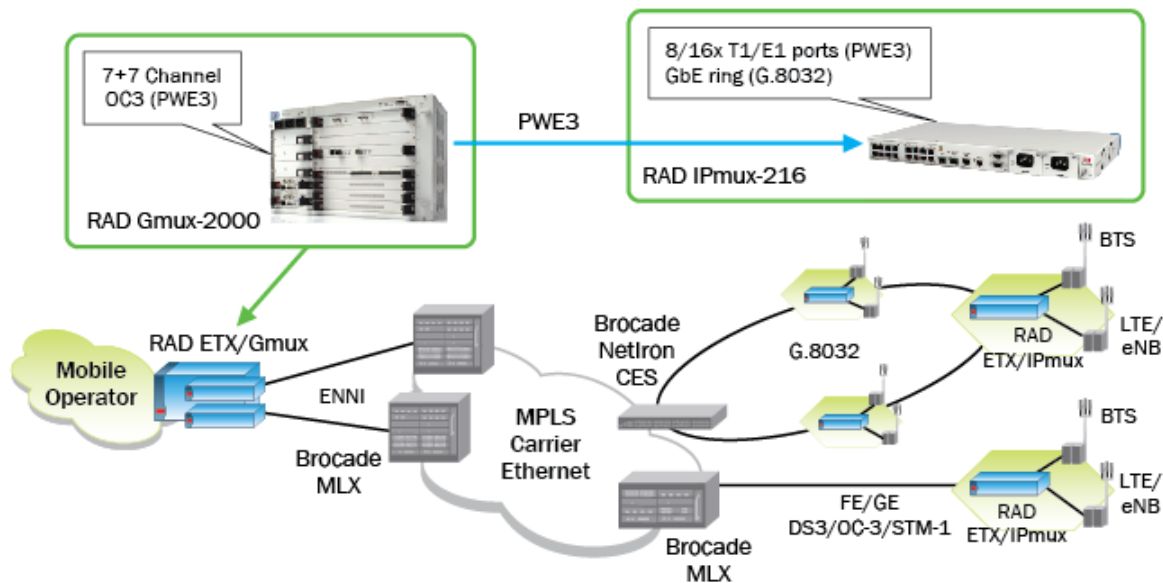 7+7 Channel
OC3 (PWE3)
RAD Gmux-2000
PWE3
8/16x T1/E1 ports (PWE3)
GbE ring (G.8032)
RAD IPmux-216
Mobile
Operator
RAD ETX/Gmux
ENNI
Brocade
MLX
MPLS
Carrier
Ethernet
Brocade
NetIron
CES
G.8032
RAD
ETX/IPmux
BTS
LTE/
eNB
Brocade
MLX
FE/GE
DS3/OC-3/STM-1
RAD
ETX/IPmux
BTS
LTE/
eNB